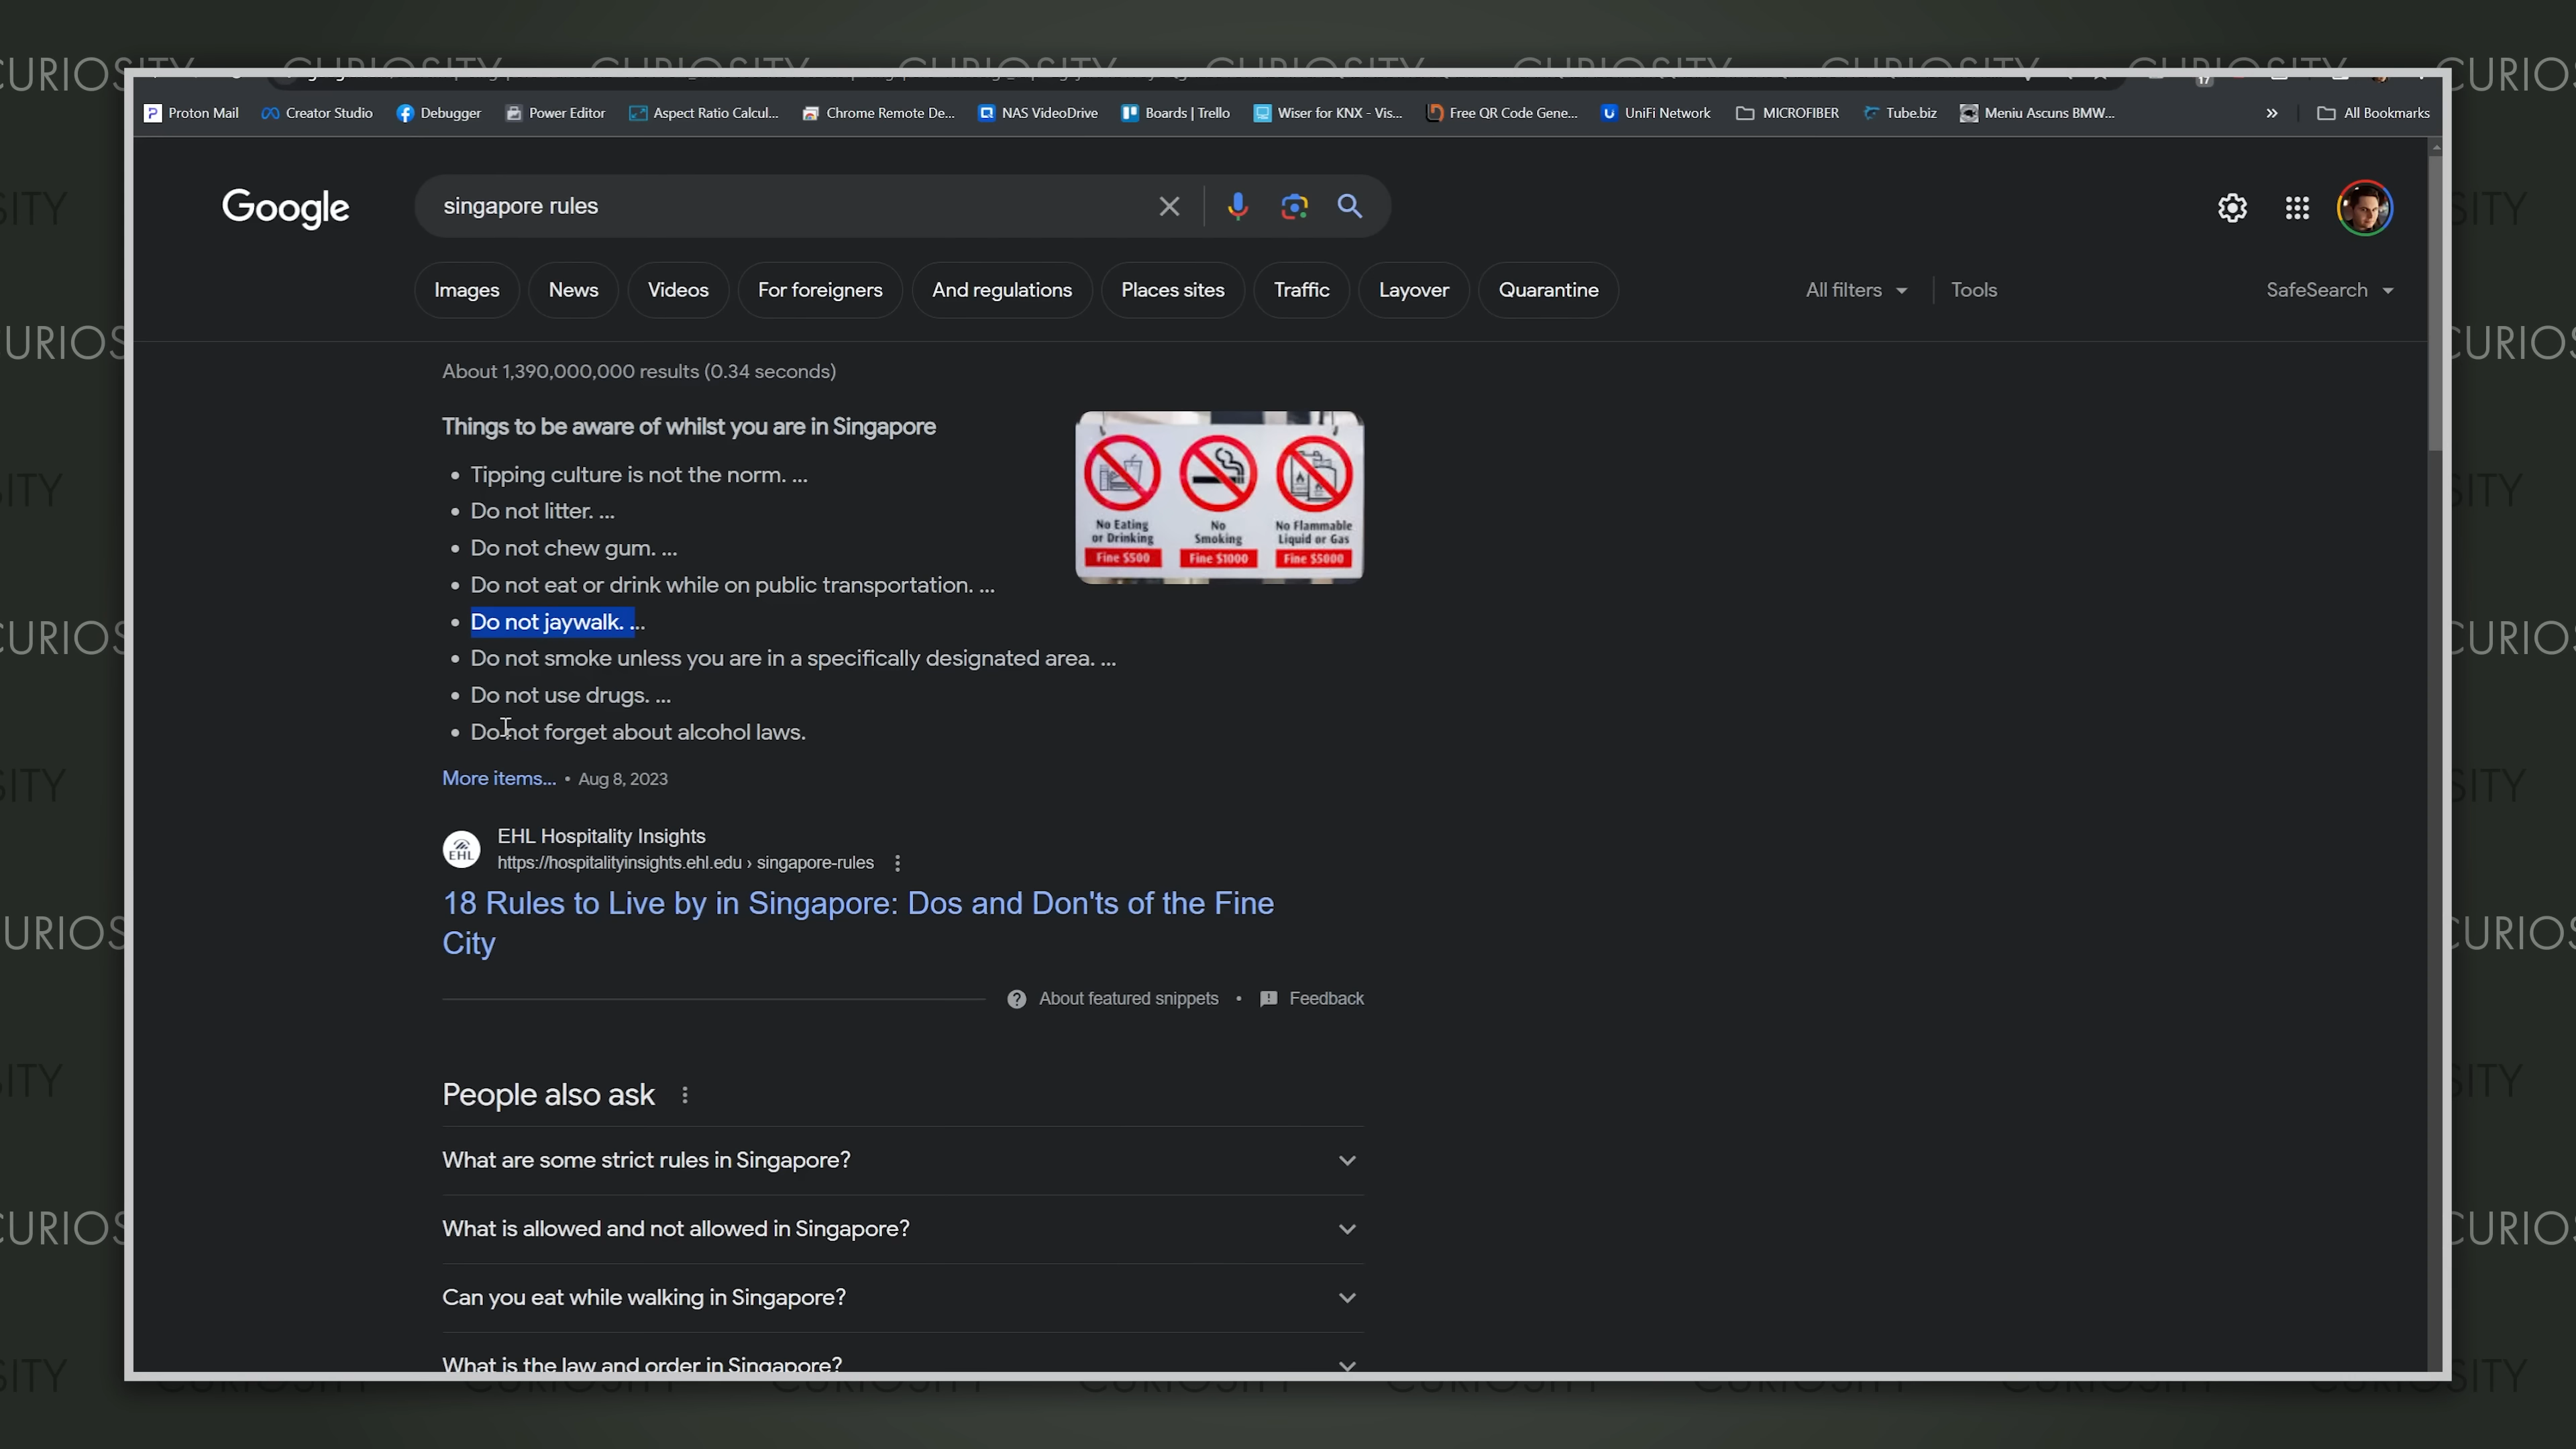 CURIOSITY CURIOSITY CURIOSITY CURIOSITY CURIOSITY CURIOSITY CURIOSITY CURIOSITY
17
Proton Mail Creator Studio Debugger Power Editor Aspect Ratio Calcul... Chrome Remote De... NAS VideoDrive Boards | Trello Wiser for KNX - Vis... Free QR Code Gene... UniFi Network MICROFIBER Tube.biz Meniu Ascuns BMW... » All Bookmarks
Google singapore rules
Images News Videos For foreigners And regulations Places sites Traffic Layover Quarantine All filters Tools SafeSearch
About 1,390,000,000 results (0.34 seconds)
Things to be aware of whilst you are in Singapore
• Tipping culture is not the norm. ...
• Do not litter. ...
• Do not chew gum. ...
• Do not eat or drink while on public transportation. ...
• Do not jaywalk. ...
• Do not smoke unless you are in a specifically designated area. ...
• Do not use drugs. ...
• Do not forget about alcohol laws.
No Eating
or Drinking
Fine $500
No
Smoking
Fine $1000
No Flammable
Liquid or Gas
Fine $5000
More items... • Aug 8, 2023
EHL
EHL Hospitality Insights
https://hospitalityinsights.ehl.edu › singapore-rules
18 Rules to Live by in Singapore: Dos and Don'ts of the Fine
City
About featured snippets • Feedback
People also ask
What are some strict rules in Singapore?
What is allowed and not allowed in Singapore?
Can you eat while walking in Singapore?
What is the law and order in Singapore?